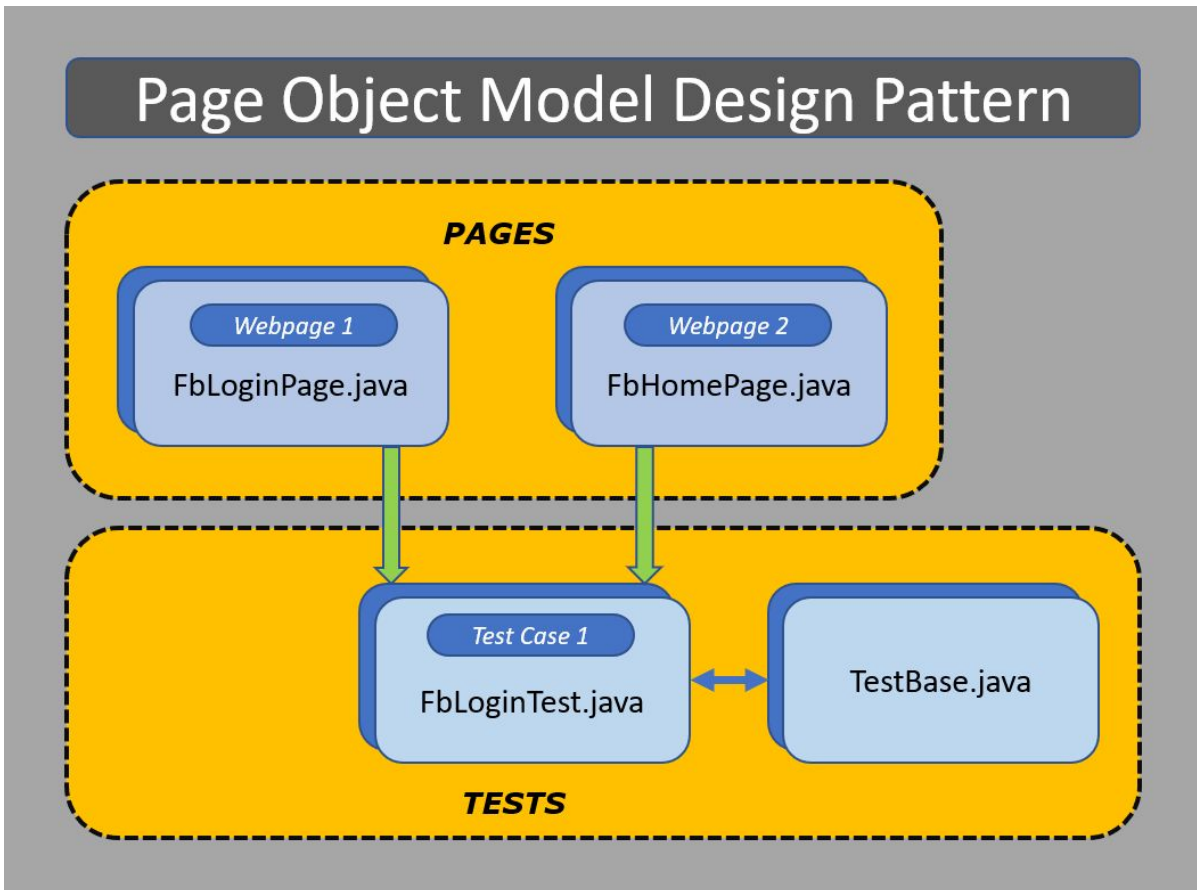 Page Object Model Design Pattern
PAGES
Webpage 1
FbLoginPage.java
Webpage 2
FbHomePage.java
Test Case 1
FbLoginTest.java
TestBase.java
TESTS